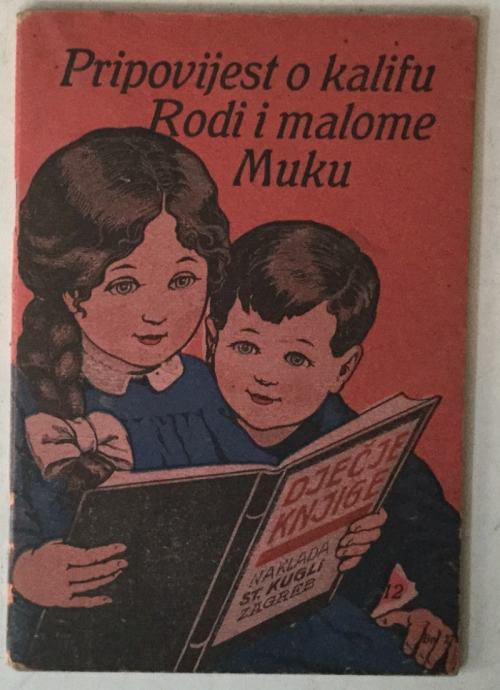 Pripovijest o kalifu
Rodi i malome
Muku
DJEČJE
KNJIGE
NAKLADA
ST. KUGLI
ZAGREB
12